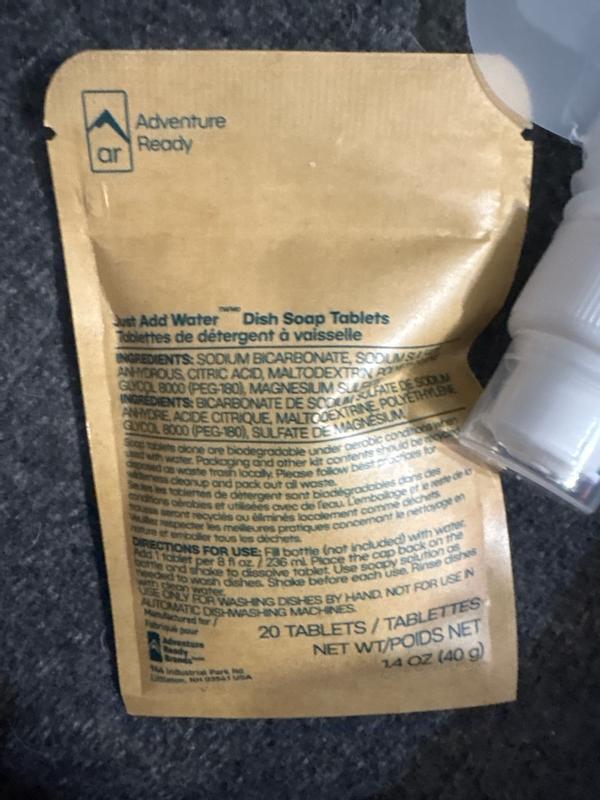 ar
Adventure
Ready
Just Add Water™/MC Dish Soap Tablets
Tablettes de détergent à vaisselle
INGREDIENTS: SODIUM BICARBONATE, SODIUM
ANHYDROUS, CITRIC ACID, MALTODEXTRIN,
GLYCOL 8000 (PEG-180), MAGNESIUM
INGRÉDIENTS: BICARBONATE DE SODIUM, SULFATE DE SODIUM
ANHYDRE, ACIDE CITRIQUE, MALTODEXTRINE, POLYÉTHYLÈNE
GLYCOL 8000 (PEG-180), SULFATE DE MAGNÉSIUM.
Soap tablets alone are biodegradable under aerobic conditions when
used with water. Packaging and other kit contents should be
disposed as waste trash locally. Please follow best practices for
wilderness cleanup and pack out all waste.
Seules les tablettes de détergent sont biodégradables dans des
conditions aérobies et utilisées avec de l'eau. L'emballage et le reste de la
trousse seront recyclés ou éliminés localement comme déchets.
Veuillez respecter les meilleures pratiques concernant le nettoyage en
nature et emballer tous les déchets.
DIRECTIONS FOR USE: Fill bottle (not included) with water.
Add 1 tablet per 8 fl oz. / 236 ml. Place the cap back on the
bottle and shake to dissolve tablet. Use soapy solution as
needed to wash dishes. Shake before each use. Rinse dishes
with clean water.
USE ONLY FOR WASHING DISHES BY HAND. NOT FOR USE IN
AUTOMATIC DISHWASHING MACHINES.
Manufactured for /
Fabriqué pour
Adventure
Ready
Brands
Industrial Park Rd
Littleton, NH 03561 USA
20 TABLETS / TABLETTES
NET WT/POIDS NET
1.4 OZ (40 g)